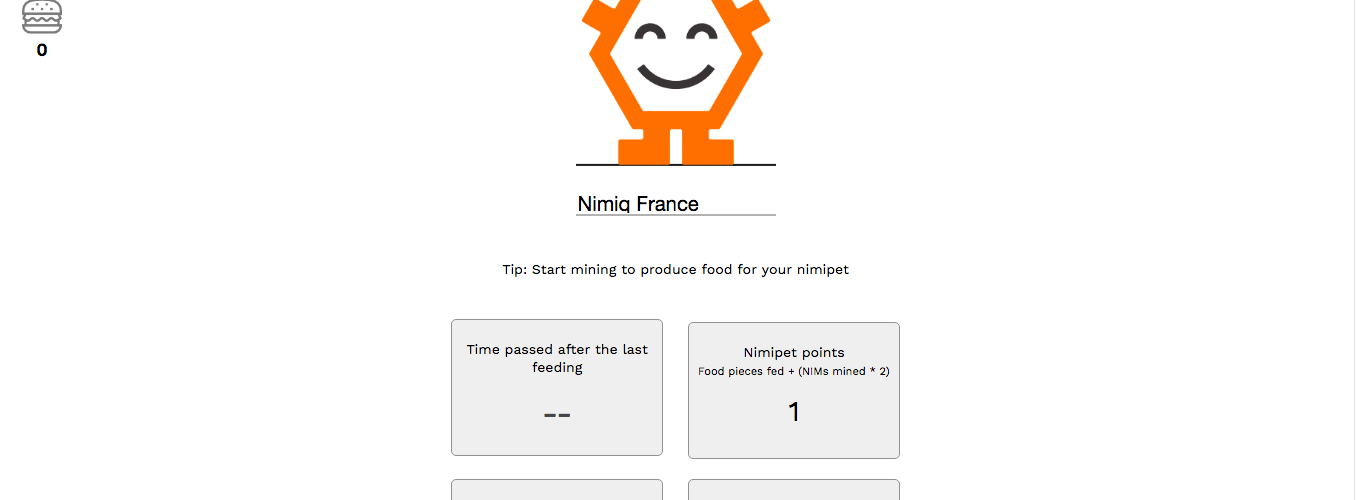 0
Nimiq France
Tip: Start mining to produce food for your nimipet
Time passed after the last
feeding
--
Nimipet points
Food pieces fed + (NIMs mined * 2)
1